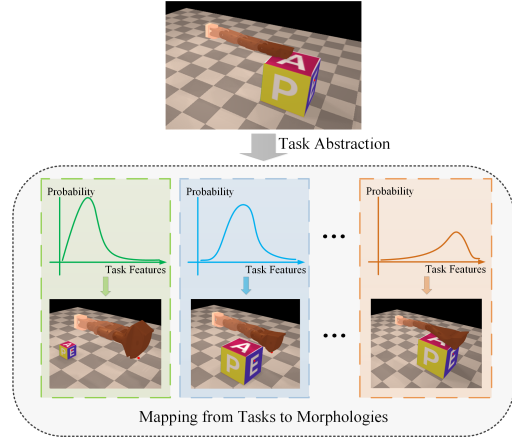 A
P
Task Abstraction
Probability
Probability
Probability
Task Features
Task Features
Task Features
A
E
A
P E
P E
Mapping from Tasks to Morphologies